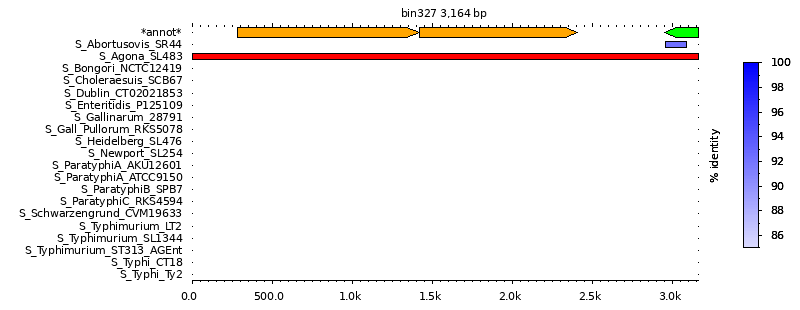 bin327 3,164 bp
*annot*
S_Abortusovis_SR44
S_Agona_SL483
S_Bongori_NCTC12419
S_Choleraesuis_SCB67
S_Dublin_CT02021853
S_Enteritidis_P125109
S_Gallinarum_28791
S_Gall_Pullorum_RKS5078
S_Heidelberg_SL476
S_Newport_SL254
S_ParatyphiA_AKU12601
S_ParatyphiA_ATCC9150
S_ParatyphiB_SPB7
S_ParatyphiC_RKS4594
S_Schwarzengrund_CVM19633
S_Typhimurium_LT2
S_Typhimurium_SL1344
S_Typhimurium_ST313_AGEnt
S_Typhi_CT18
S_Typhi_Ty2
0.0 500.0 1.0k 1.5k 2.0k 2.5k 3.0k
% identity
100
98
96
94
92
90
88
86